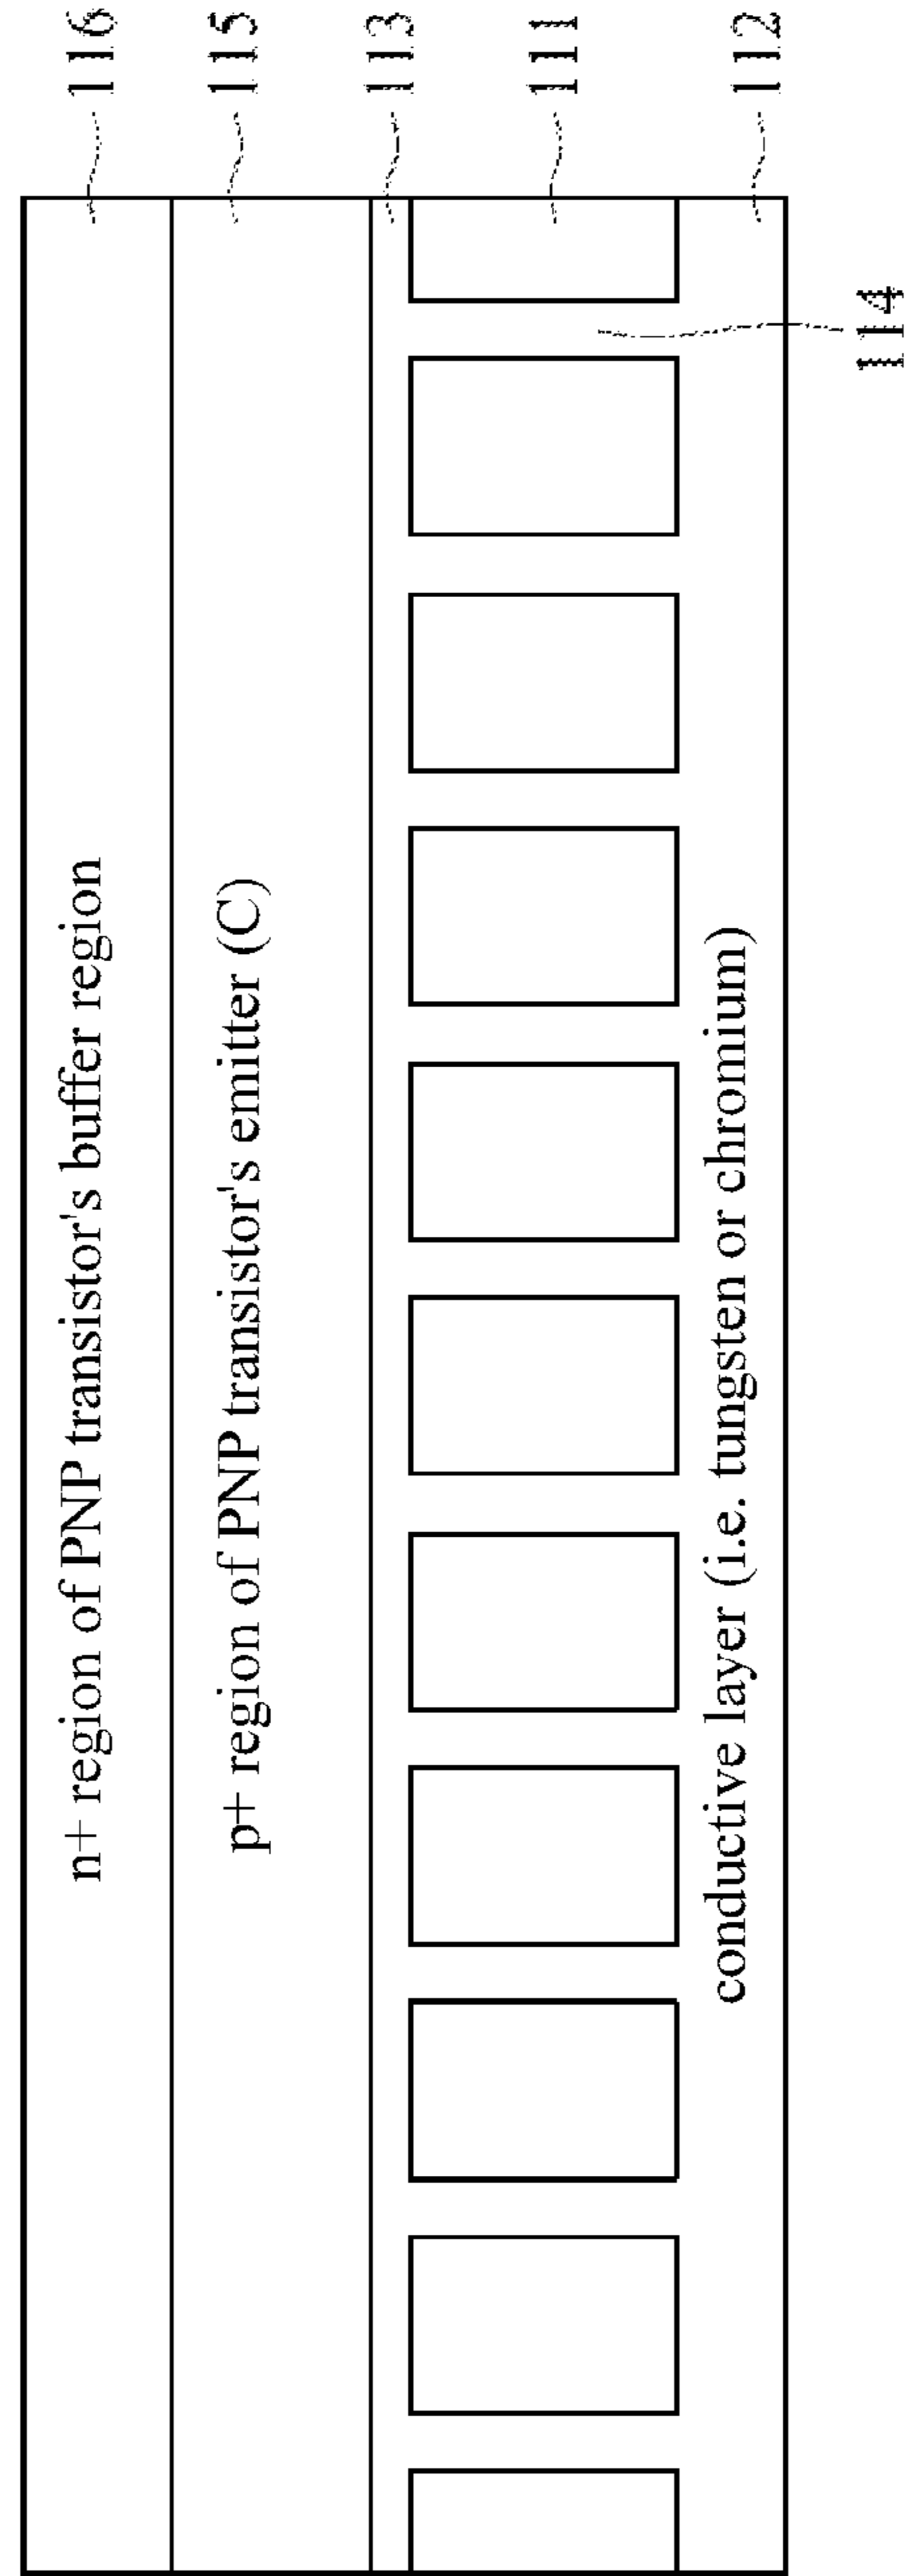 n+ region of PNP transistor's buffer region
116
p+ region of PNP transistor's emitter (C)
115
113
111
conductive layer (i.e. tungsten or chromium)
112
114